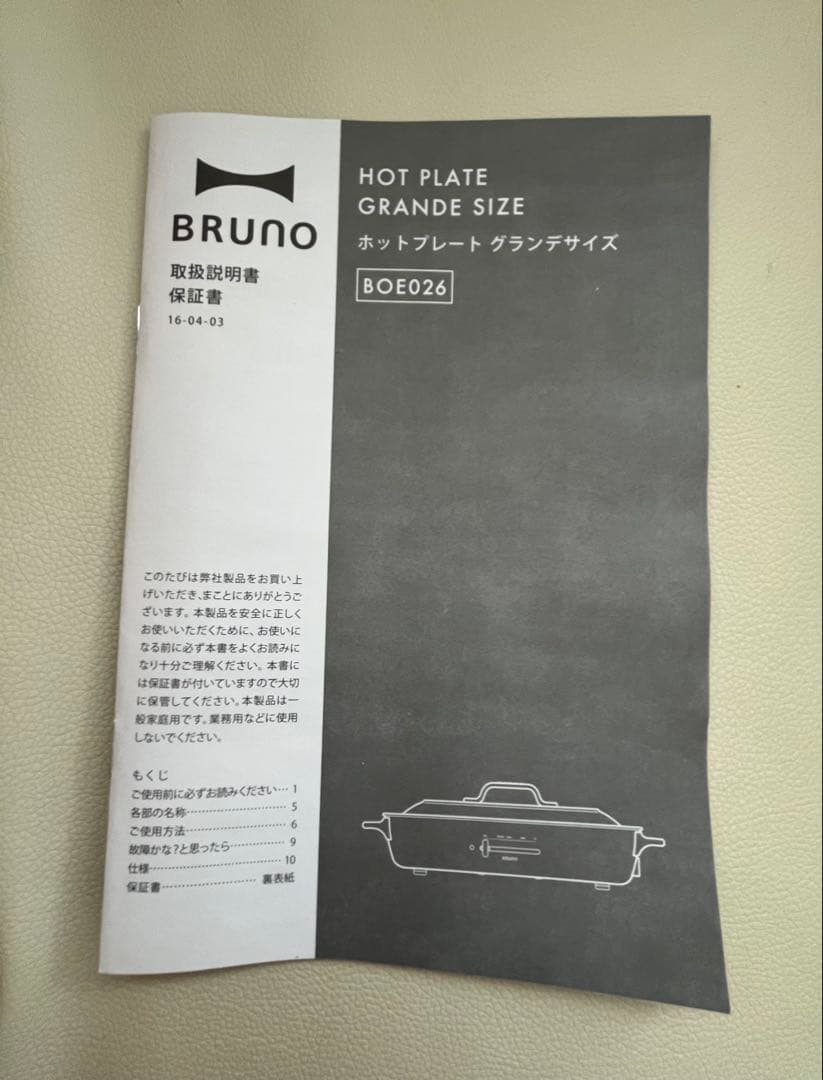 BRUNO
取扱説明書
保証書
16-04-03
HOT PLATE
GRANDE SIZE
ホットプレート グランデサイズ
BOE026
このたびは弊社製品をお買い上
げいただき、まことにありがとうご
ざいます。本製品を安全に正しく
お使いいただくために、お使いに
なる前に必ず本書をよくお読みに
なり十分ご理解ください。本書に
は保証書が付いていますので大切
に保管してください。本製品は一
般家庭用です。業務用などに使用
しないでください。
もくじ
ご使用前に必ずお読みください… 1
各部の名称………………………… 5
ご使用方法………………………… 6
故障かな?と思ったら…………… 9
仕様………………………………… 10
保証書…………………… 裏表紙
BRUNO